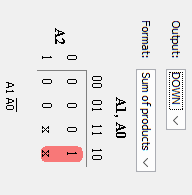 Output: DOWN
Format: Sum of products
A1, A0
00 01 11 10
A2
0 0 0 0 1
1 0 0 x x
A1 A̅0̅